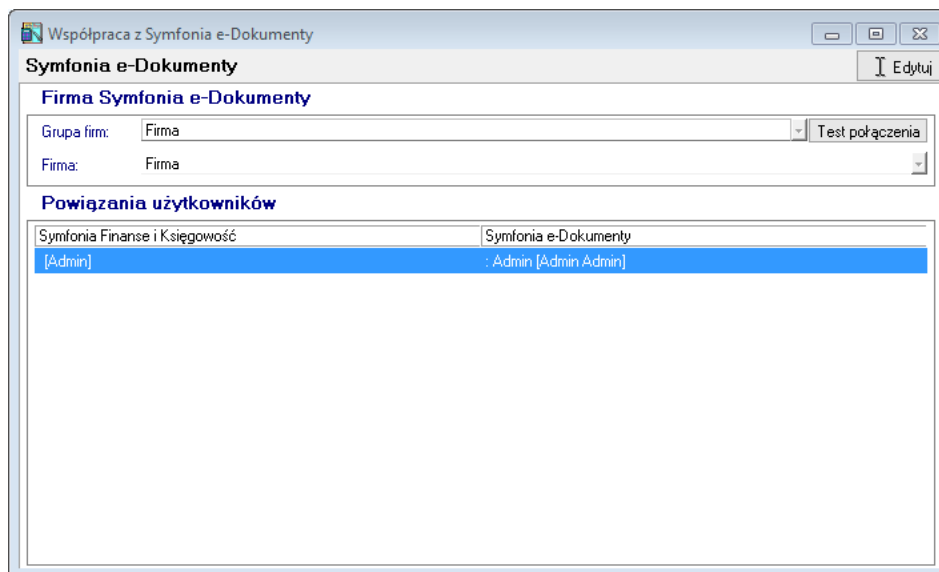 Współpraca z Symfonia e-Dokumenty
Symfonia e-Dokumenty
Edytuj
Firma Symfonia e-Dokumenty
Grupa firm: Firma Test połączenia
Firma: Firma
Powiązania użytkowników
Symfonia Finanse i Księgowość Symfonia e-Dokumenty
[Admin] : Admin [Admin Admin]